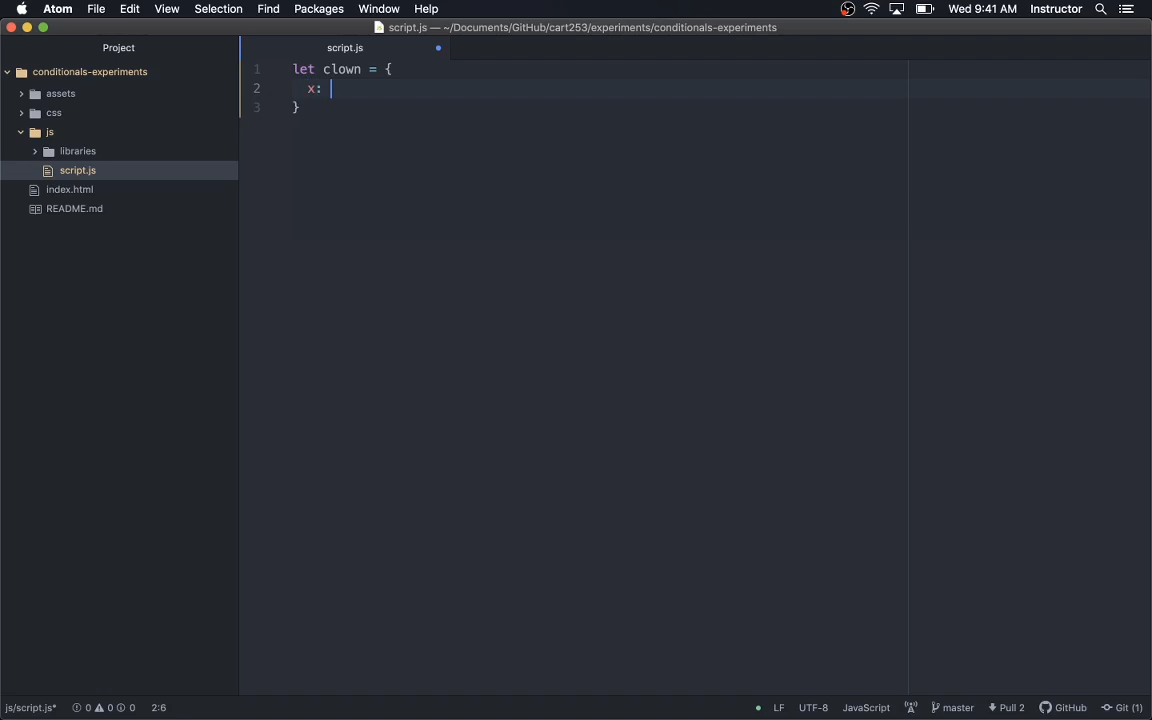 Atom File Edit View Selection Find Packages Window Help Wed 9:41 AM Instructor
script.js — ~/Documents/GitHub/cart253/experiments/conditionals-experiments
Project
script.js
conditionals-experiments
assets
css
js
libraries
script.js
index.html
README.md
1 let clown = {
2 x:
3 }
js/script.js* 0 0 0 2:6 LF UTF-8 JavaScript master Pull 2 GitHub Git (1)